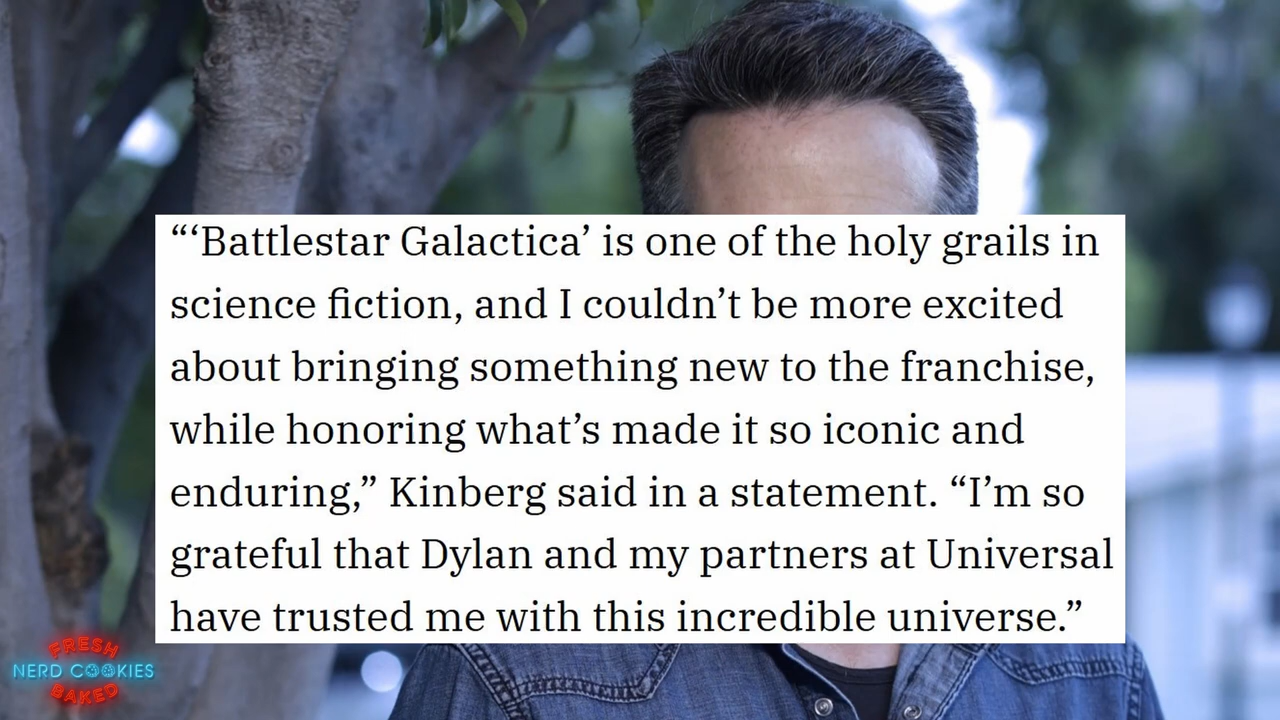 “‘Battlestar Galactica’ is one of the holy grails in
science fiction, and I couldn’t be more excited
about bringing something new to the franchise,
while honoring what’s made it so iconic and
enduring,” Kinberg said in a statement. “I’m so
grateful that Dylan and my partners at Universal
have trusted me with this incredible universe.”
FRESH
NERD COOKIES
BAKED